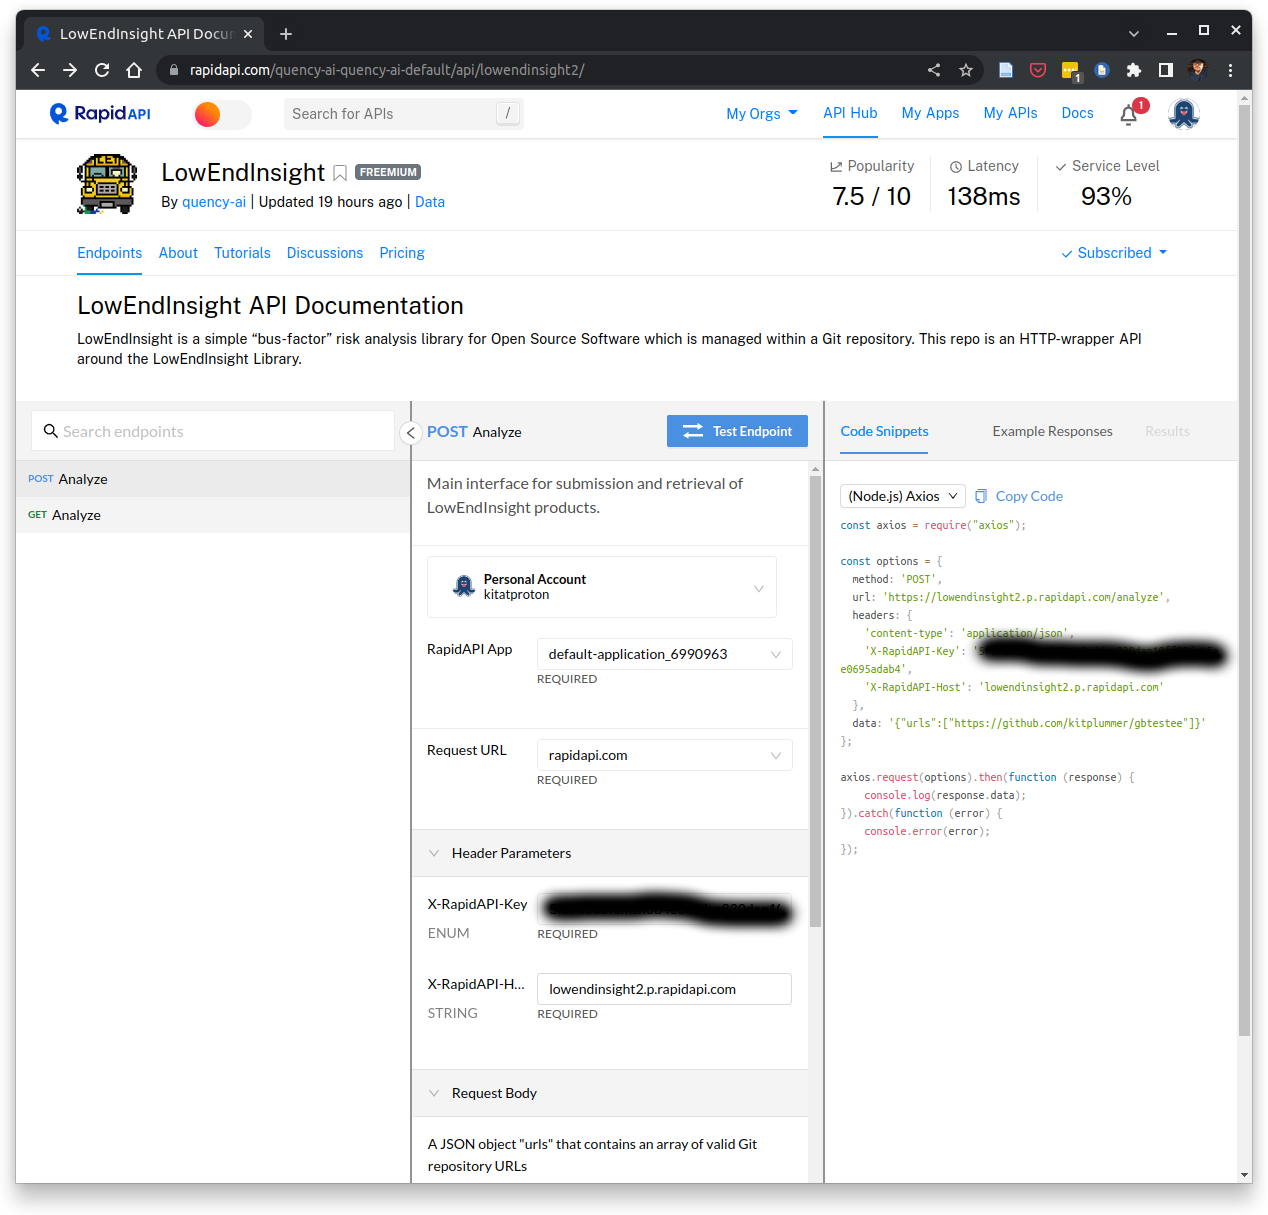 LowEndInsight API Docu
rapidapi.com/quency-ai-quency-ai-default/api/lowendinsight2/
1
Rapid API
Search for APIs /
My Orgs API Hub My Apps My APIs Docs 1
LEI
LowEndInsight FREEMIUM
By quency-ai | Updated 19 hours ago | Data
Popularity Latency Service Level
7.5 / 10 138ms 93%
Endpoints About Tutorials Discussions Pricing Subscribed
LowEndInsight API Documentation
LowEndInsight is a simple “bus-factor” risk analysis library for Open Source Software which is managed within a Git repository. This repo is an HTTP-wrapper API
around the LowEndInsight Library.
Search endpoints
POST Analyze
GET Analyze
POST Analyze Test Endpoint
Main interface for submission and retrieval of
LowEndInsight products.
Personal Account
kitatproton
RapidAPI App default-application_6990963
REQUIRED
Request URL rapidapi.com
REQUIRED
Header Parameters
X-RapidAPI-Key
ENUM REQUIRED
X-RapidAPI-H... lowendinsight2.p.rapidapi.com
STRING REQUIRED
Request Body
A JSON object "urls" that contains an array of valid Git
repository URLs
Code Snippets Example Responses Results
(Node.js) Axios Copy Code
const axios = require("axios");
const options = {
method: 'POST',
url: 'https://lowendinsight2.p.rapidapi.com/analyze',
headers: {
'content-type': 'application/json',
'X-RapidAPI-Key':
e0695adab4',
'X-RapidAPI-Host': 'lowendinsight2.p.rapidapi.com'
},
data: '{"urls":["https://github.com/kitplummer/gbtestee"]}'
};
axios.request(options).then(function (response) {
console.log(response.data);
}).catch(function (error) {
console.error(error);
});